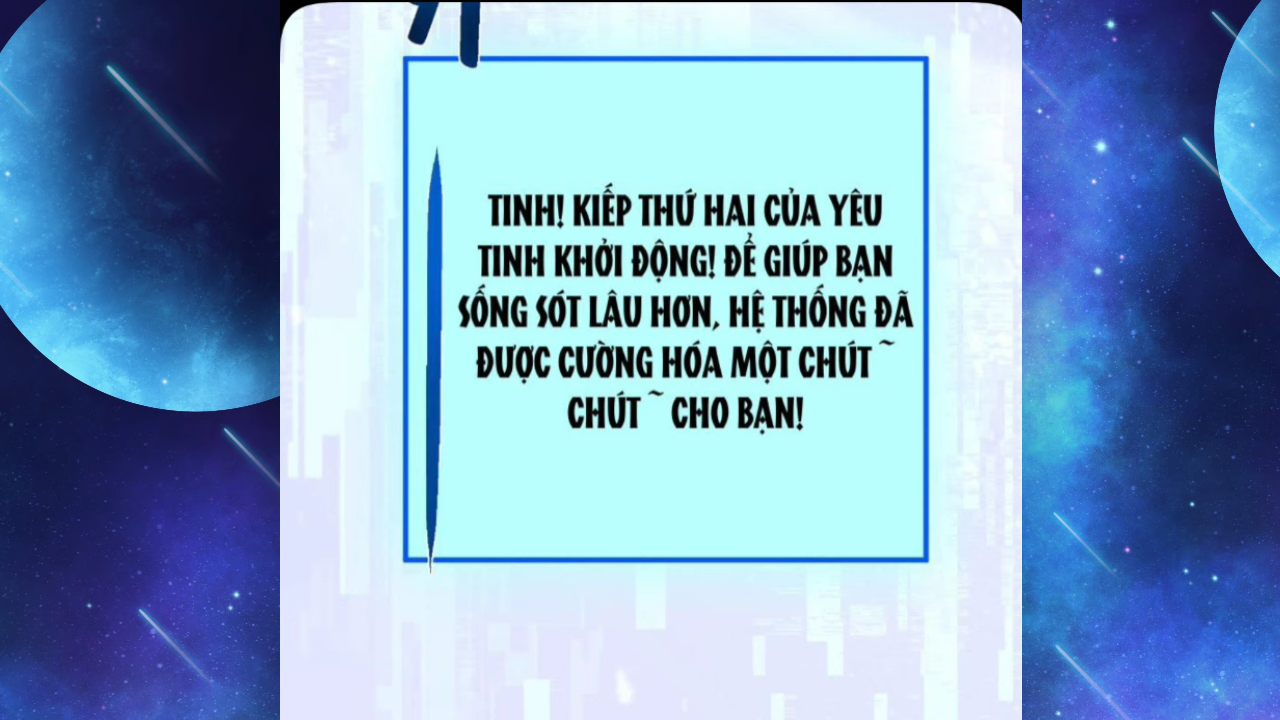 TINH! KIẾP THỨ HAI CỦA YÊU
TINH KHỞI ĐỘNG! ĐỂ GIÚP BẠN
SỐNG SÓT LÂU HƠN, HỆ THỐNG ĐÃ
ĐƯỢC CƯỜNG HÓA MỘT CHÚT ~
CHÚT ~ CHO BẠN!